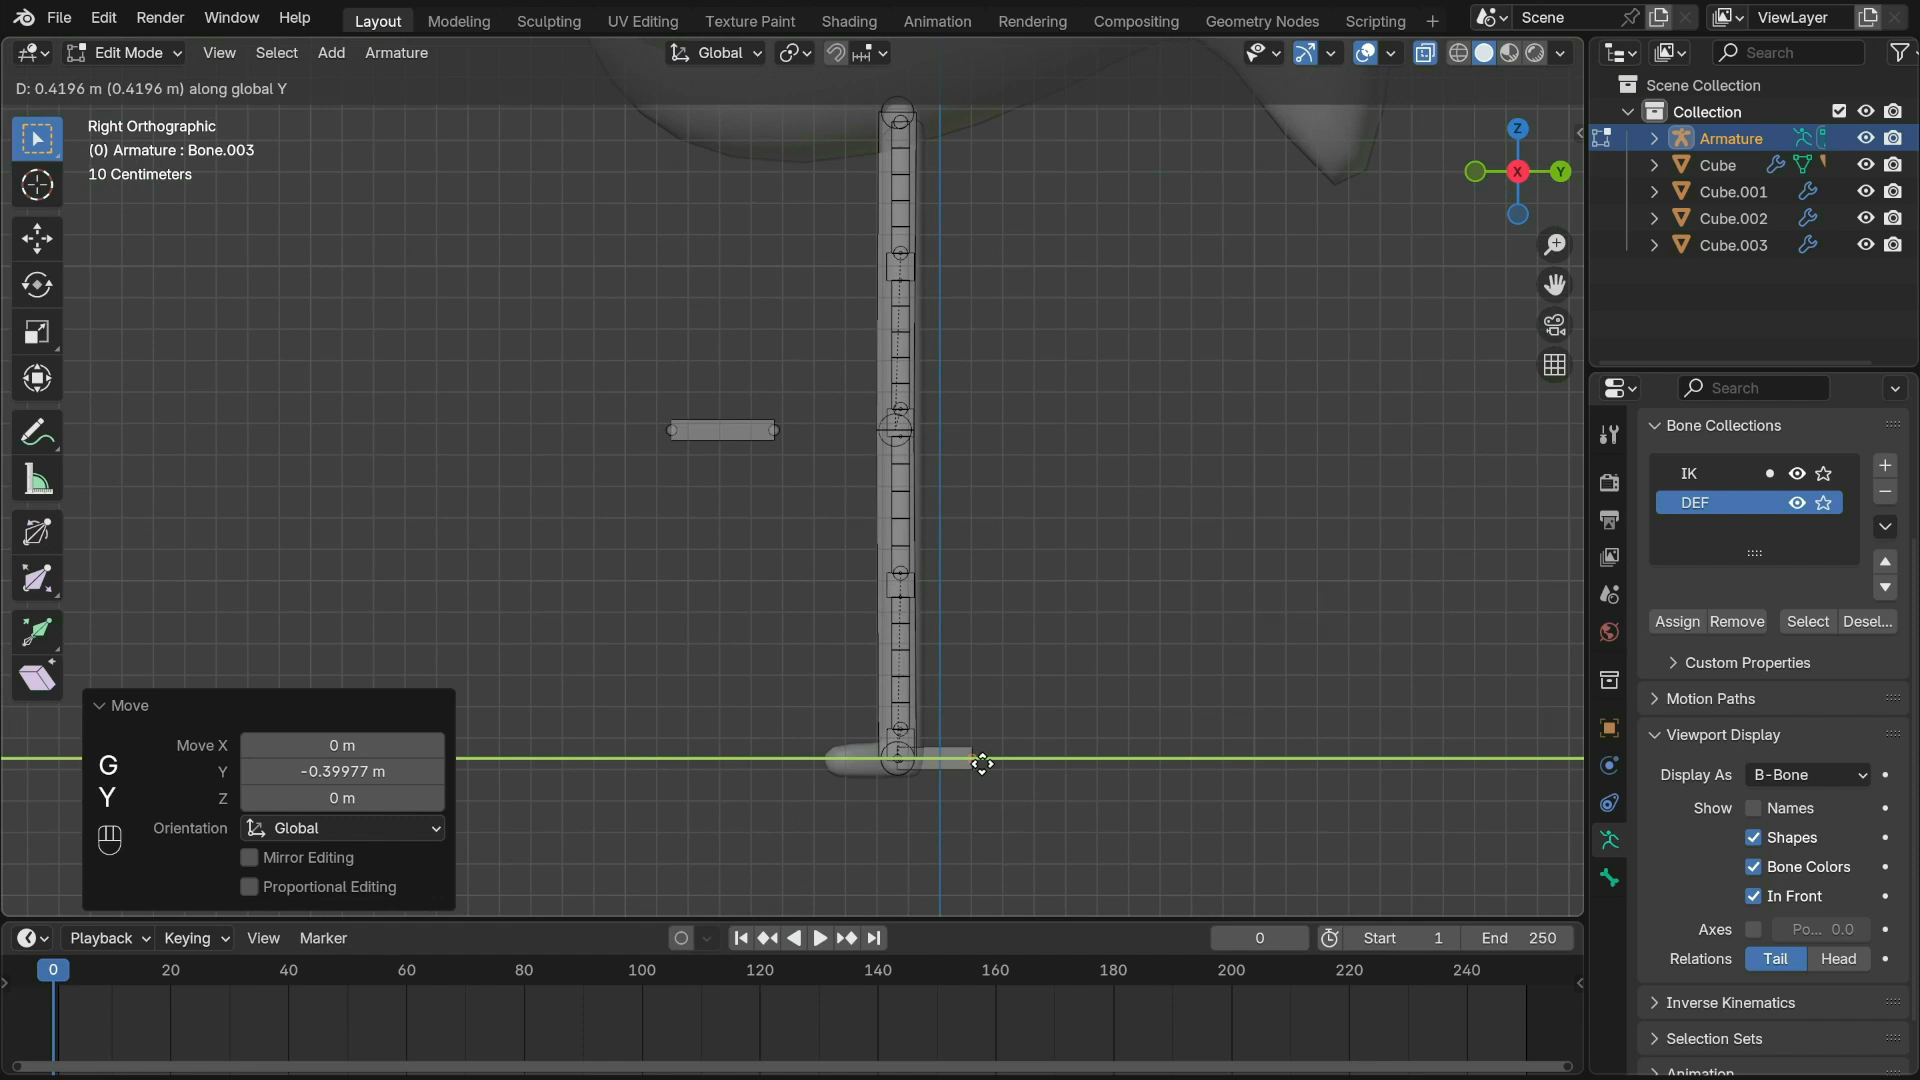 File Edit Render Window Help Layout Modeling Sculpting UV Editing Texture Paint Shading Animation Rendering Compositing Geometry Nodes Scripting + Scene ViewLayer
Edit Mode View Select Add Armature Global Search
D: 0.4196 m (0.4196 m) along global Y
Right Orthographic
(0) Armature : Bone.003
10 Centimeters
Z
X
Y
Scene Collection
Collection
Armature
Cube
Cube.001
Cube.002
Cube.003
Search
Bone Collections
IK
DEF
Assign Remove Select Desel...
Custom Properties
Motion Paths
Viewport Display
Display As B-Bone
Show Names
Shapes
Bone Colors
In Front
Axes Po... 0.0
Relations Tail Head
Inverse Kinematics
Selection Sets
Animation
Move
Move X 0 m
Y -0.39977 m
Z 0 m
Orientation Global
Mirror Editing
Proportional Editing
G
Y
Playback Keying View Marker 0 Start 1 End 250
0 20 40 60 80 100 120 140 160 180 200 220 240